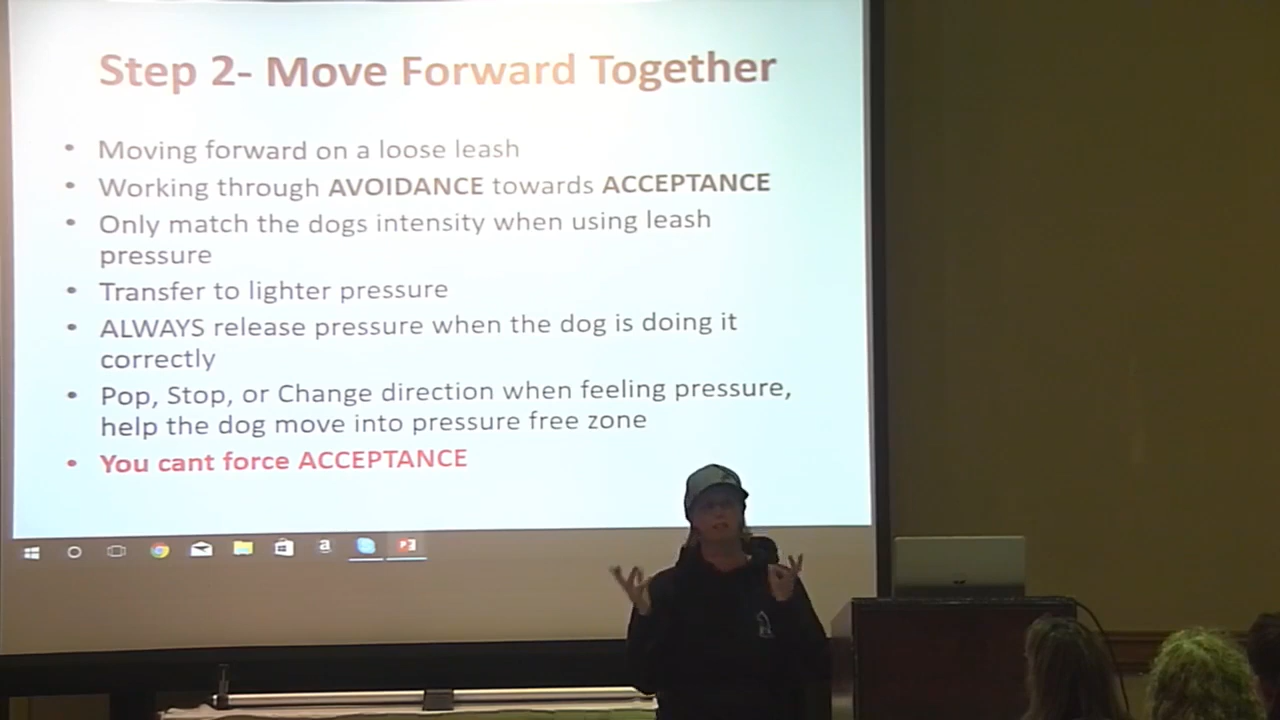 Step 2- Move Forward Together
• Moving forward on a loose leash
• Working through AVOIDANCE towards ACCEPTANCE
• Only match the dogs intensity when using leash
pressure
• Transfer to lighter pressure
• ALWAYS release pressure when the dog is doing it
correctly
• Pop, Stop, or Change direction when feeling pressure,
help the dog move into pressure free zone
• You cant force ACCEPTANCE